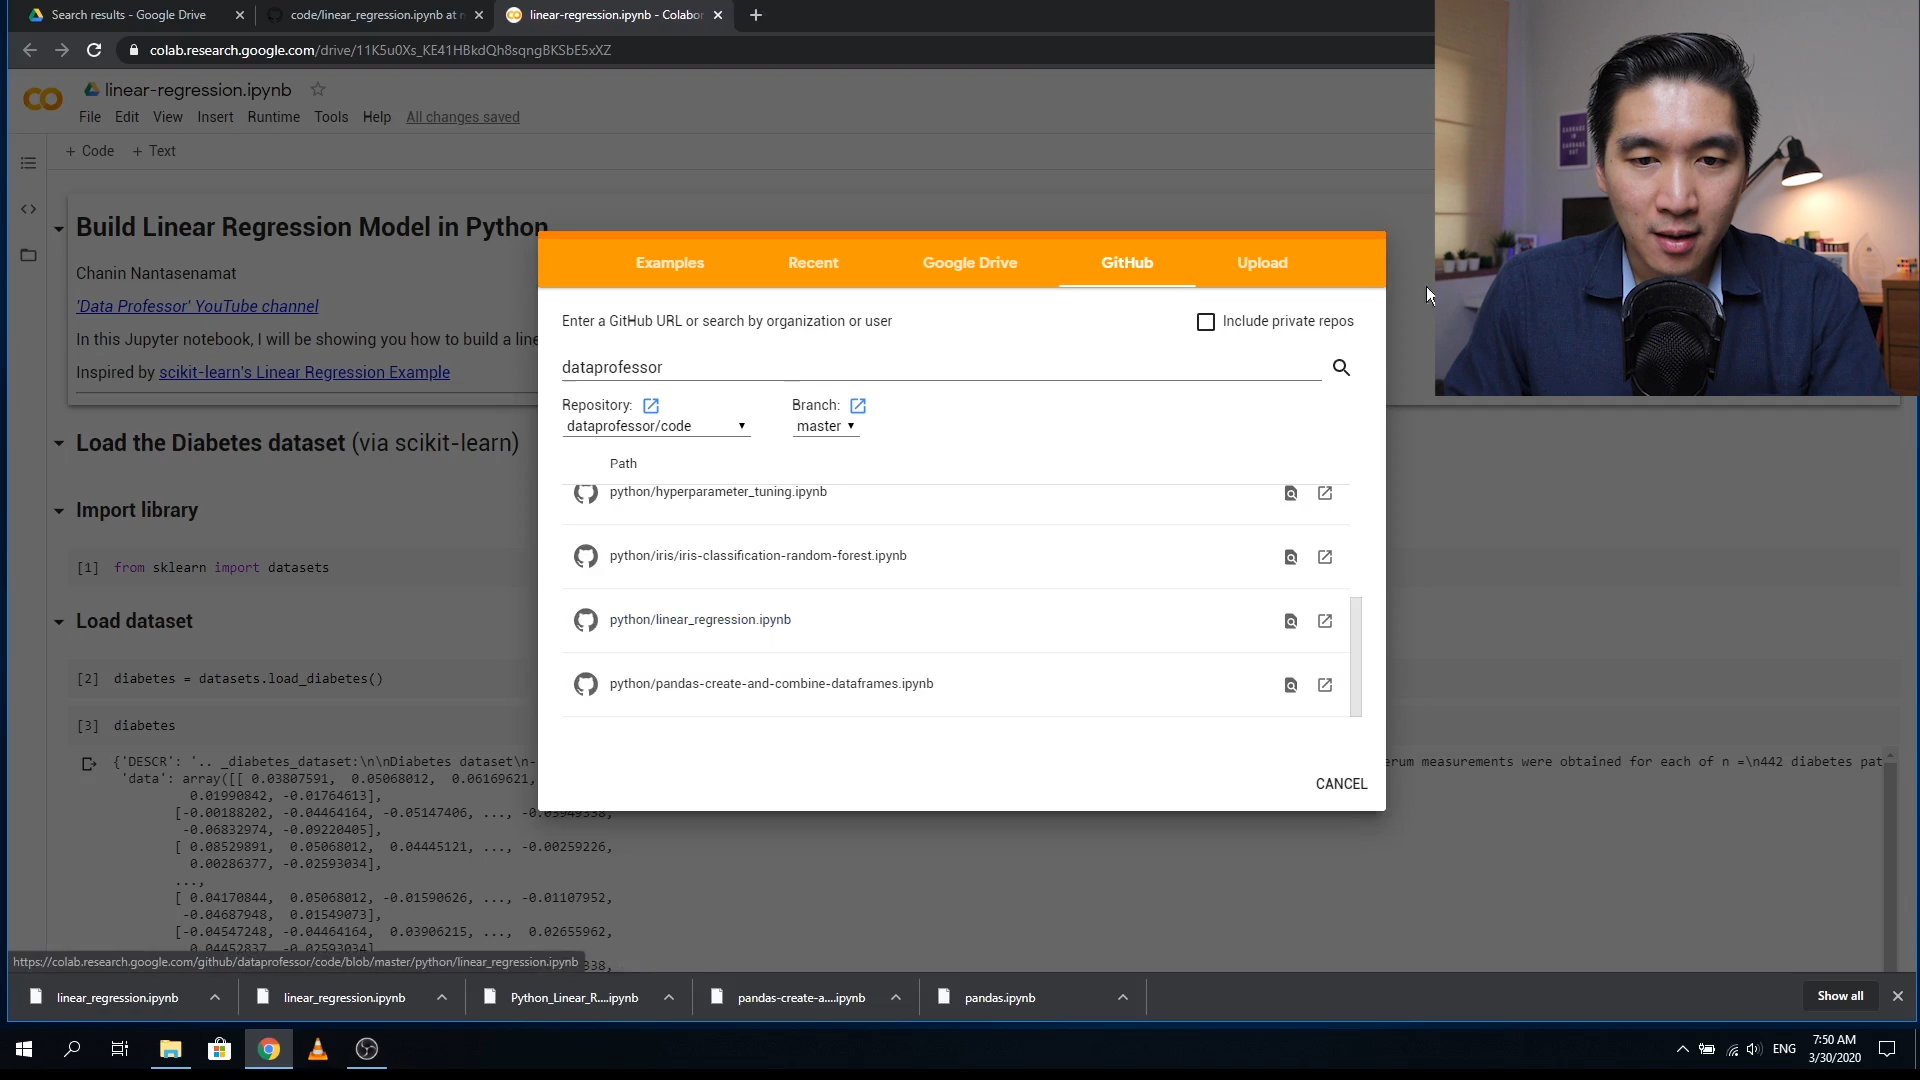 Search results - Google Drive
code/linear_regression.ipynb at
linear-regression.ipynb - Colabor
colab.research.google.com/drive/11K5u0Xs_KE41HBkdQh8sqngBKSbE5xXZ
linear-regression.ipynb
File Edit View Insert Runtime Tools Help All changes saved
+ Code + Text
Build Linear Regression Model in Python
Chanin Nantasenamat
'Data Professor' YouTube channel
In this Jupyter notebook, I will be showing you how to build a line
Inspired by scikit-learn's Linear Regression Example
Load the Diabetes dataset (via scikit-learn)
Import library
[1] from sklearn import datasets
Load dataset
[2] diabetes = datasets.load_diabetes()
[3] diabetes
{'DESCR': '.. _diabetes_dataset:\n\nDiabetes dataset\n- erum measurements were obtained for each of n =\n442 diabetes pat
'data': array([[ 0.03807591, 0.05068012, 0.06169621,
0.01990842, -0.01764613],
[-0.00188202, -0.04464164, -0.05147406, ..., -0.03949338,
-0.06832974, -0.09220405],
[ 0.08529891, 0.05068012, 0.04445121, ..., -0.00259226,
0.00286377, -0.02593034],
...,
[ 0.04170844, 0.05068012, -0.01590626, ..., -0.01107952,
-0.04687948, 0.01549073],
[-0.04547248, -0.04464164, 0.03906215, ..., 0.02655962,
0.04452837, -0.02593034]
338,
Examples Recent Google Drive GitHub Upload
Enter a GitHub URL or search by organization or user
Include private repos
dataprofessor
Repository: Branch:
dataprofessor/code master
Path
python/hyperparameter_tuning.ipynb
python/iris/iris-classification-random-forest.ipynb
python/linear_regression.ipynb
python/pandas-create-and-combine-dataframes.ipynb
CANCEL
GARBAGE
IN
GARBAGE
OUT
https://colab.research.google.com/github/dataprofessor/code/blob/master/python/linear_regression.ipynb
linear_regression.ipynb
linear_regression.ipynb
Python_Linear_R....ipynb
pandas-create-a....ipynb
pandas.ipynb
Show all
ENG
7:50 AM
3/30/2020